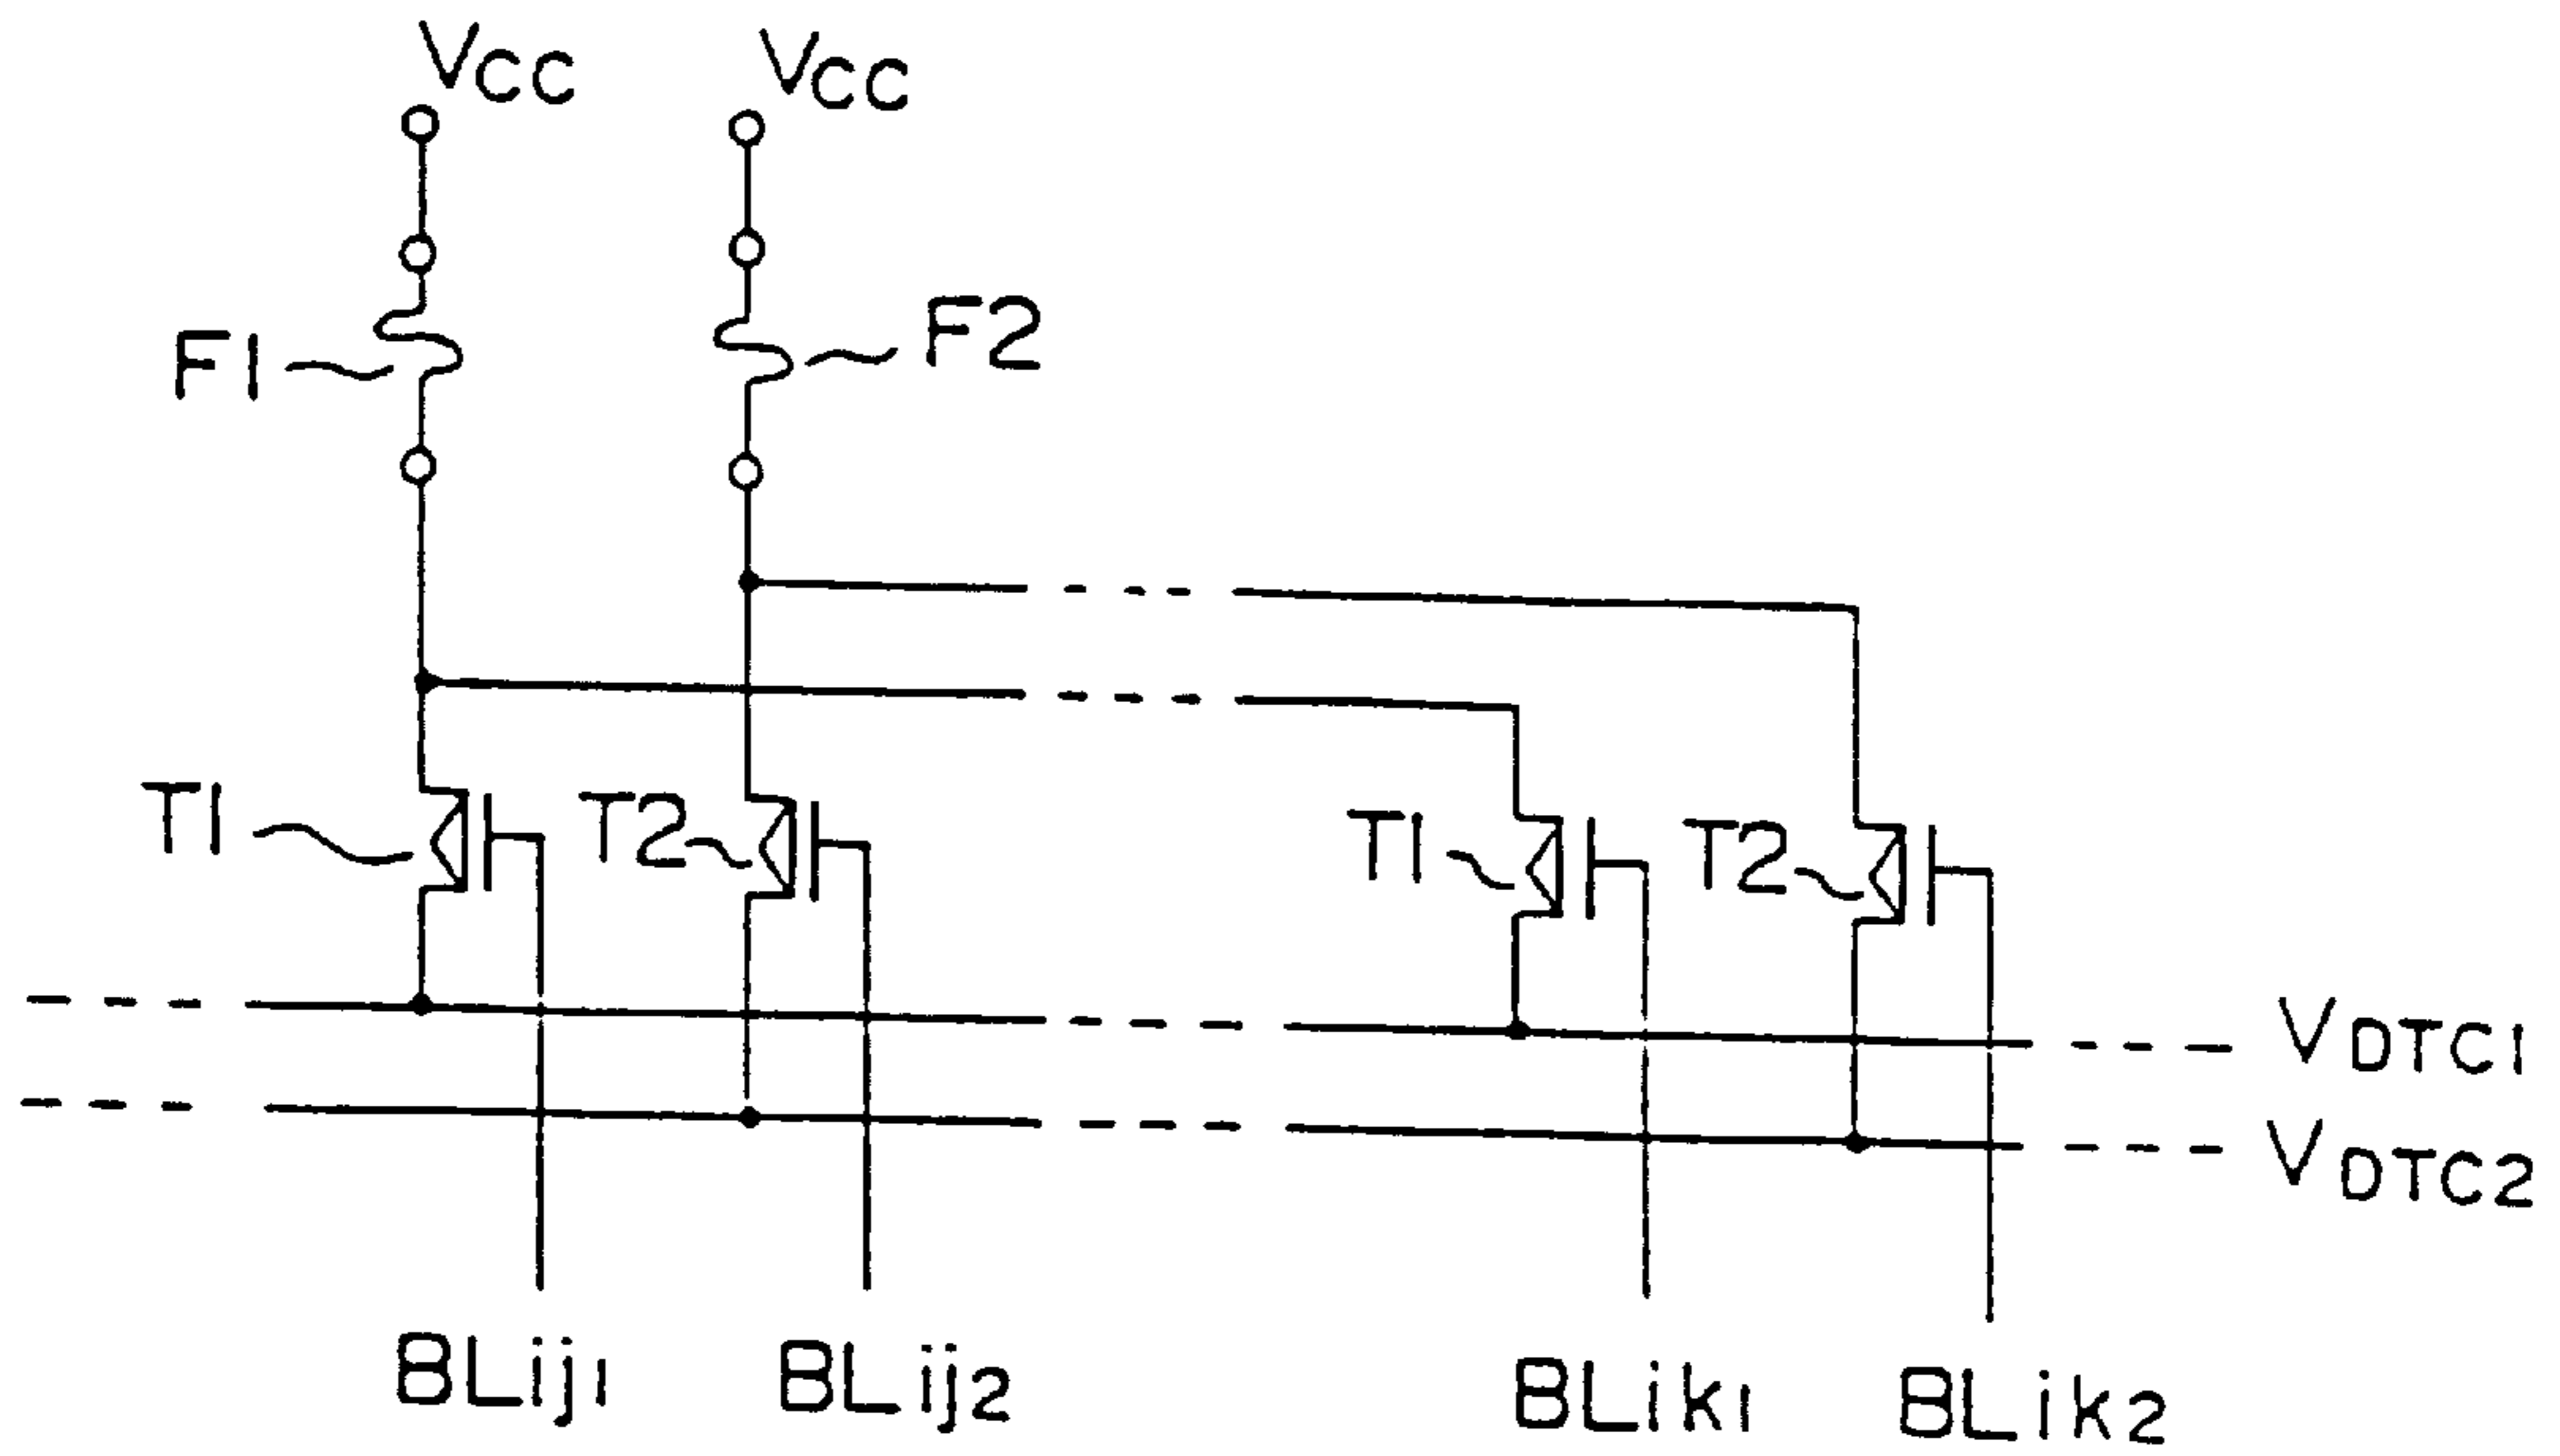 VCC VCC
F1 F2
T1 T2 T1 T2
VDTC1
VDTC2
BLij1 BLij2 BLik1 BLik2